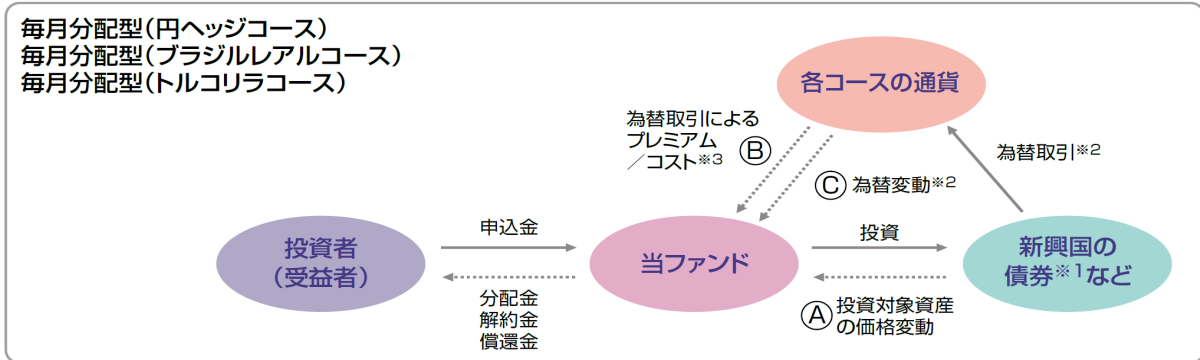 毎月分配型（円ヘッジコース）
毎月分配型（ブラジルレアルコース）
毎月分配型（トルコリラコース）
各コースの通貨
為替取引による
プレミアム
／コスト※3
Ⓑ
Ⓒ 為替変動※2
為替取引※2
投資者
（受益者）
申込金
分配金
解約金
償還金
当ファンド
投資
Ⓐ 投資対象資産
の価格変動
新興国の
債券※1など